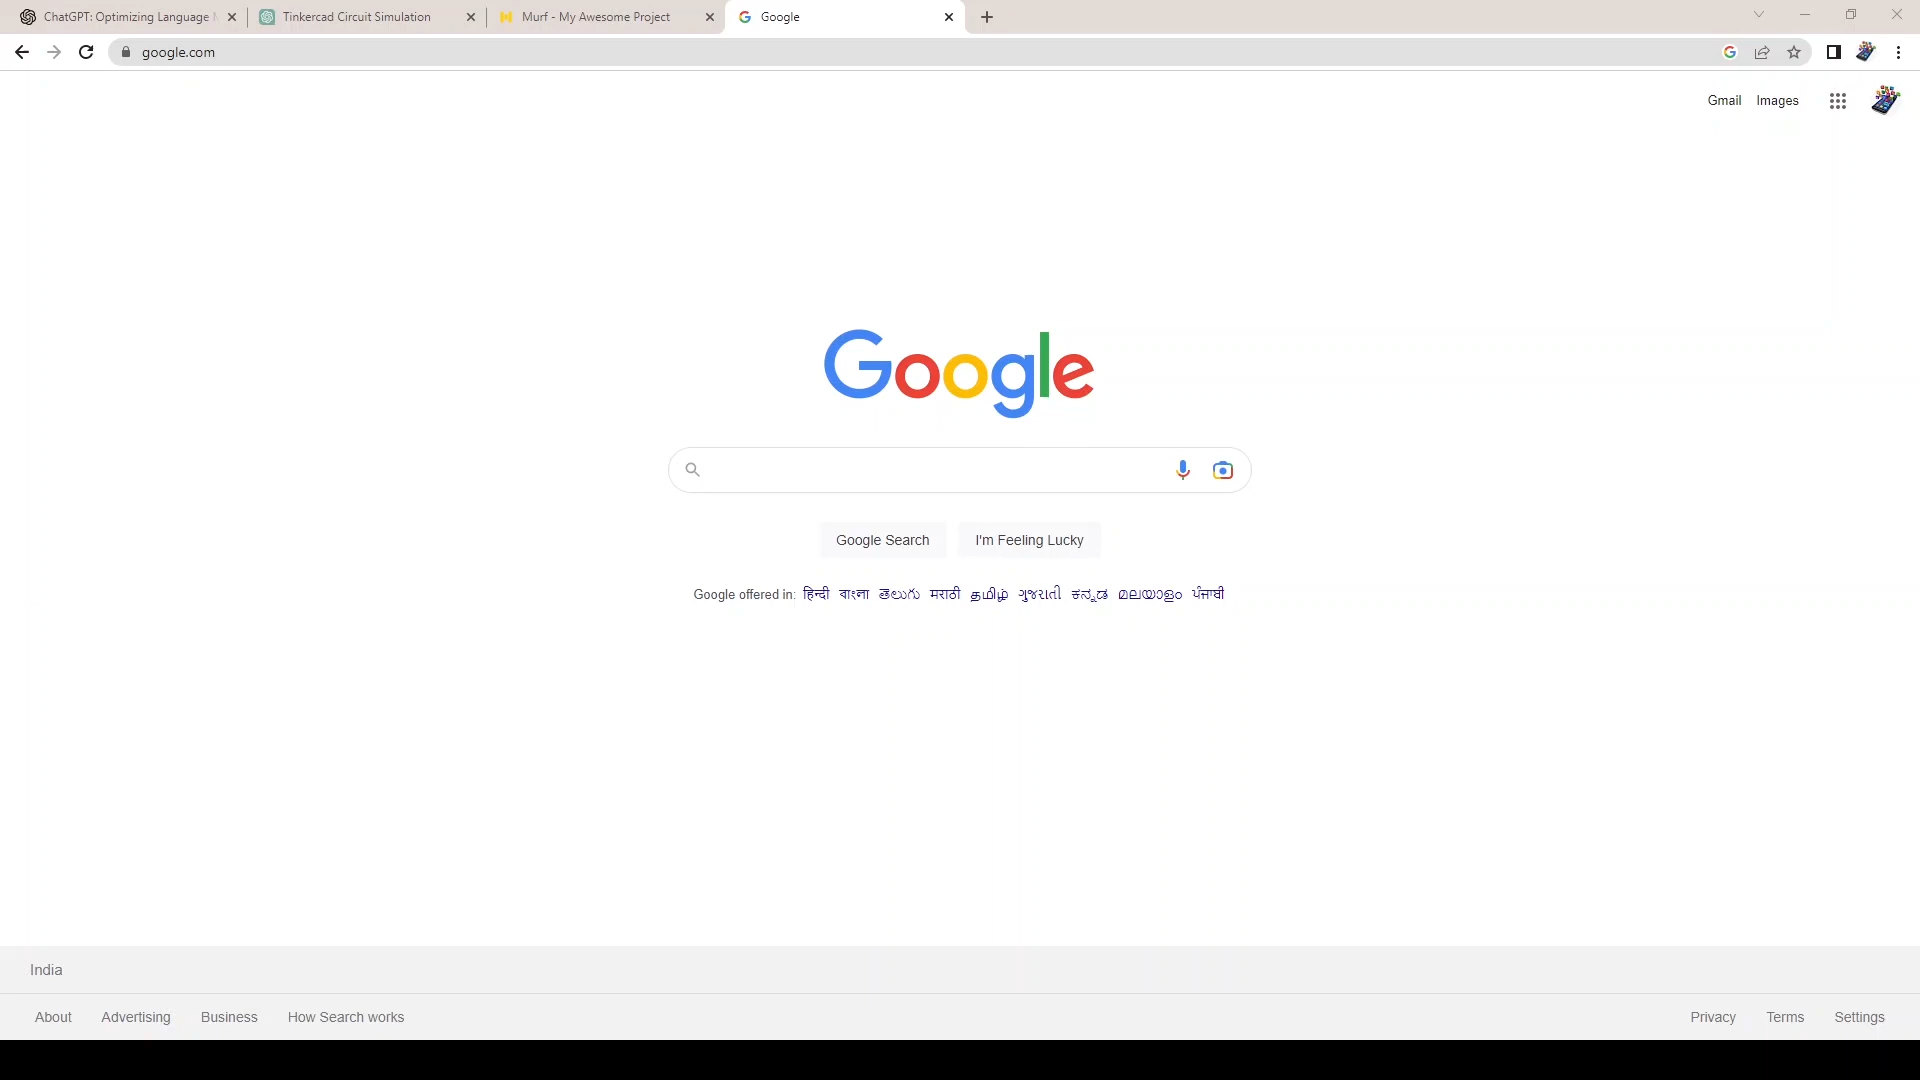 ChatGPT: Optimizing Language
Tinkercad Circuit Simulation
Murf - My Awesome Project
Google
google.com
Gmail Images
Google
Google Search
I'm Feeling Lucky
Google offered in: हिन्दी বাংলা తెలుగు मराठी தமிழ் ગુજરાતી ಕನ್ನಡ മലയാളം ਪੰਜਾਬੀ
India
About Advertising Business How Search works
Privacy Terms Settings